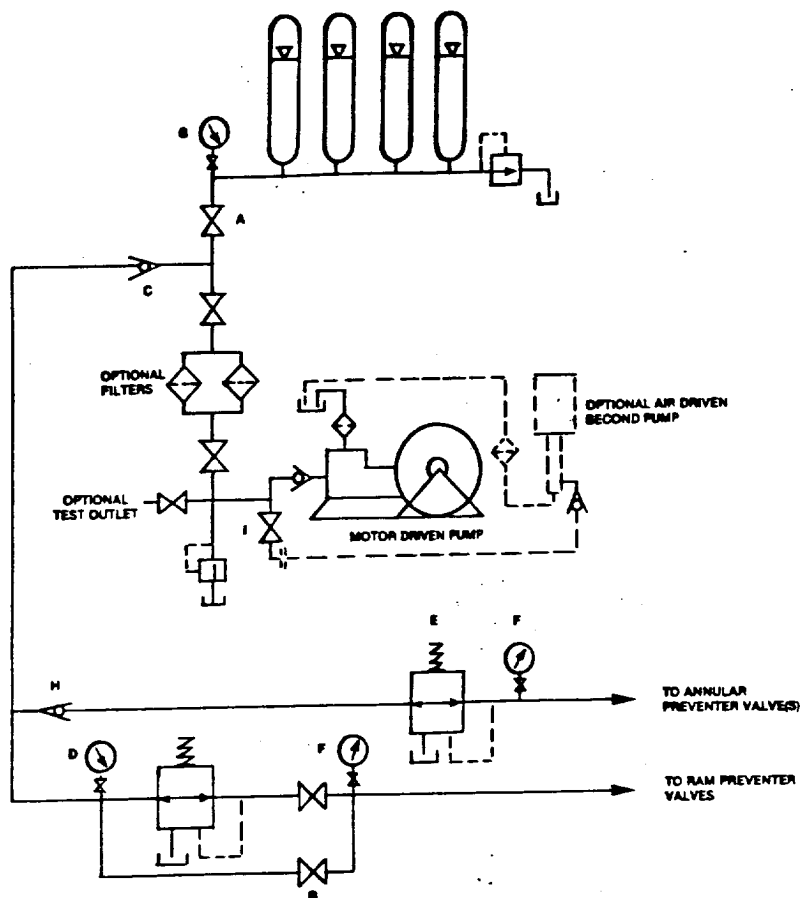 G
A
C
OPTIONAL
FILTERS
OPTIONAL AIR DRIVEN
SECOND PUMP
OPTIONAL
TEST OUTLET
I
MOTOR DRIVEN PUMP
E
F
H
TO ANNULAR
PREVENTER VALVE(S)
D
F
TO RAM PREVENTER
VALVES
B